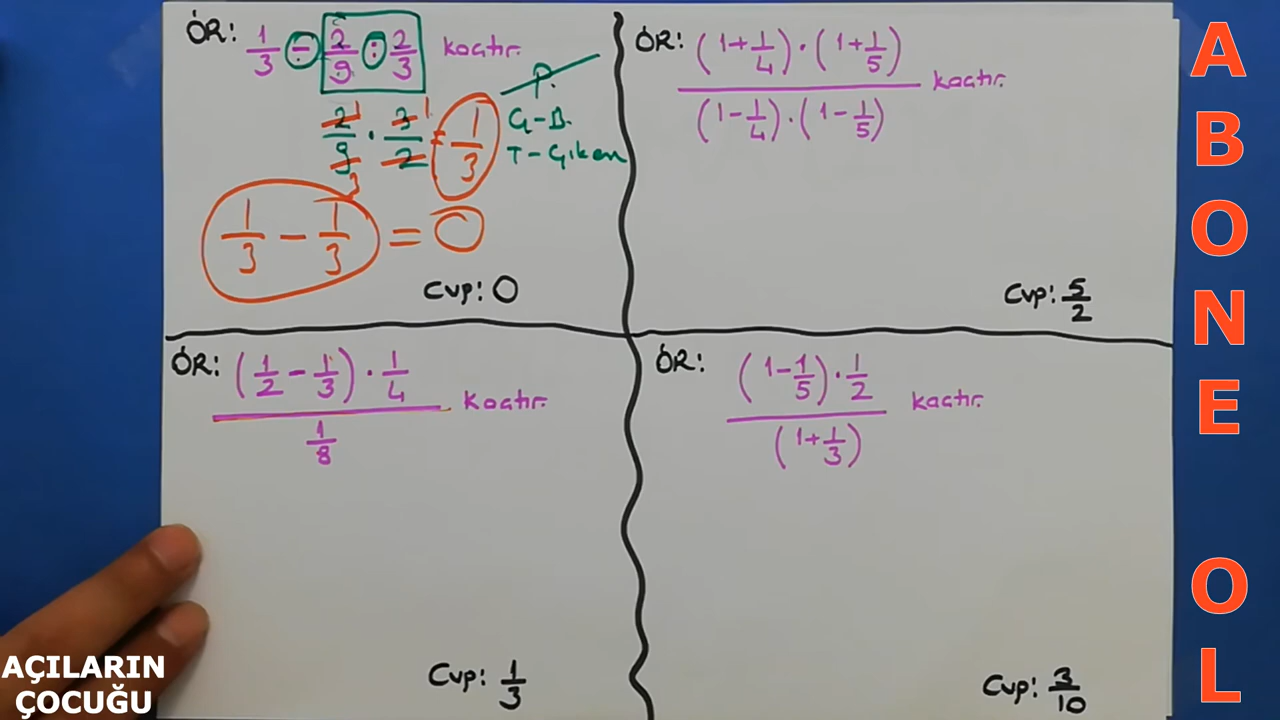 ÖR: 1/3 - 2/9 : 2/3 kaçtır.
P.
2/9 . 3/2 = 1/3
Ç-B.
T-Çıkan
1/3 - 1/3 = 0
Cvp: 0
ÖR: (1+1/4).(1+1/5) / (1-1/4).(1-1/5) kaçtır.
Cvp: 5/2
ÖR: (1/2 - 1/3) . 1/4 / 1/8 kaçtır.
Cvp: 1/3
ÖR: (1-1/5).1/2 / (1+1/3) kaçtır.
Cvp: 3/10
ABONE OL
AÇILARIN
ÇOCUĞU